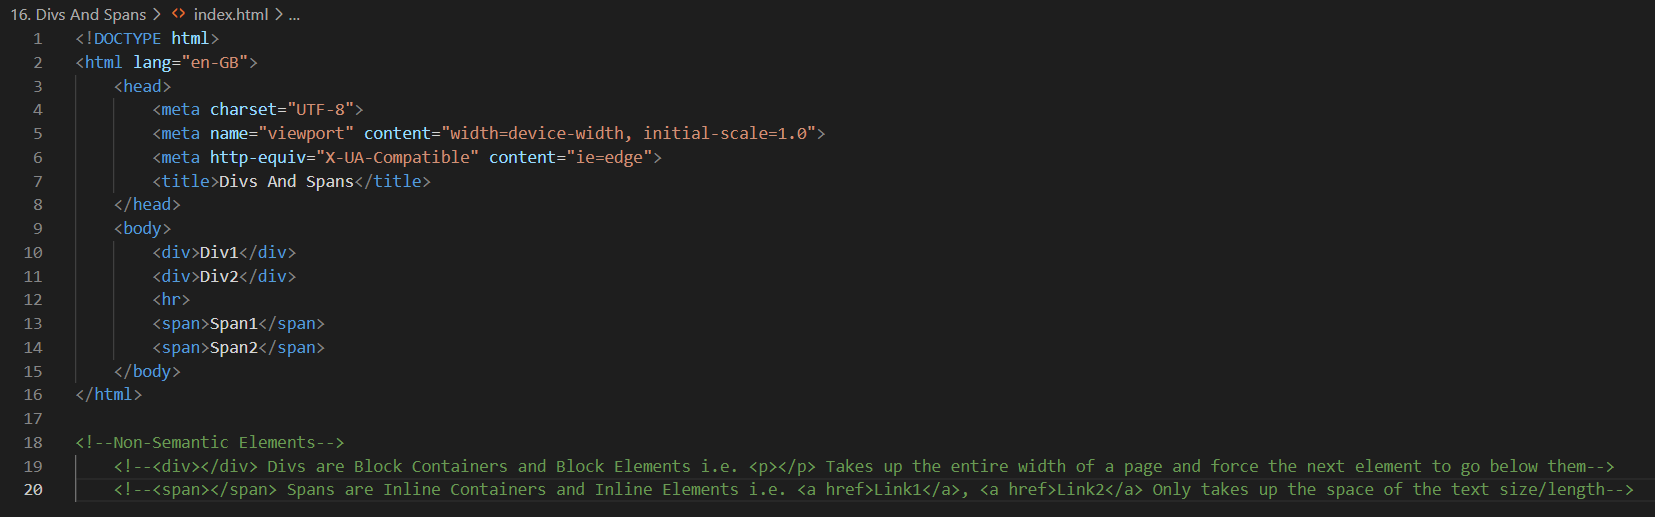 16. Divs And Spans > <> index.html > ...
1 <!DOCTYPE html>
2 <html lang="en-GB">
3 <head>
4 <meta charset="UTF-8">
5 <meta name="viewport" content="width=device-width, initial-scale=1.0">
6 <meta http-equiv="X-UA-Compatible" content="ie=edge">
7 <title>Divs And Spans</title>
8 </head>
9 <body>
10 <div>Div1</div>
11 <div>Div2</div>
12 <hr>
13 <span>Span1</span>
14 <span>Span2</span>
15 </body>
16 </html>
17
18 <!--Non-Semantic Elements-->
19 <!--<div></div> Divs are Block Containers and Block Elements i.e. <p></p> Takes up the entire width of a page and force the next element to go below them-->
20 <!--<span></span> Spans are Inline Containers and Inline Elements i.e. <a href>Link1</a>, <a href>Link2</a> Only takes up the space of the text size/length-->